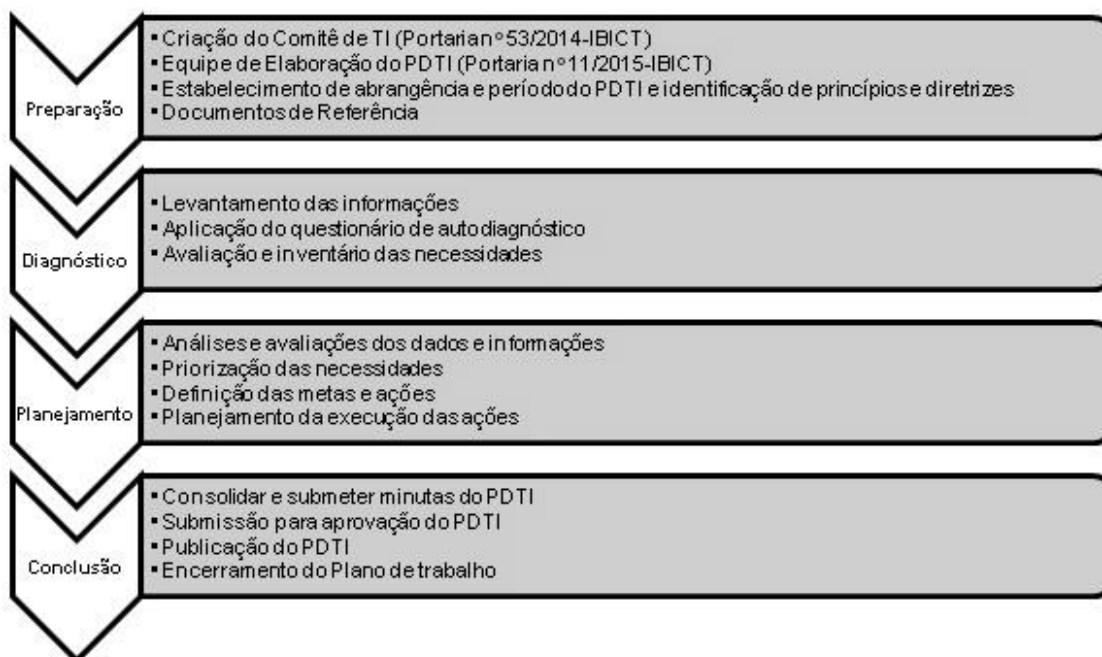 Preparação
▪ Criação do Comitê de TI (Portaria nº 53/2014-IBICT)
▪ Equipe de Elaboração do PDTI (Portaria nº 11/2015-IBICT)
▪ Estabelecimento de abrangência e período do PDTI e identificação de princípios e diretrizes
▪ Documentos de Referência
Diagnóstico
▪ Levantamento das informações
▪ Aplicação do questionário de autodiagnóstico
▪ Avaliação e inventário das necessidades
Planejamento
▪ Análises e avaliações dos dados e informações
▪ Priorização das necessidades
▪ Definição das metas e ações
▪ Planejamento da execução das ações
Conclusão
▪ Consolidar e submeter minutas do PDTI
▪ Submissão para aprovação do PDTI
▪ Publicação do PDTI
▪ Encerramento do Plano de trabalho